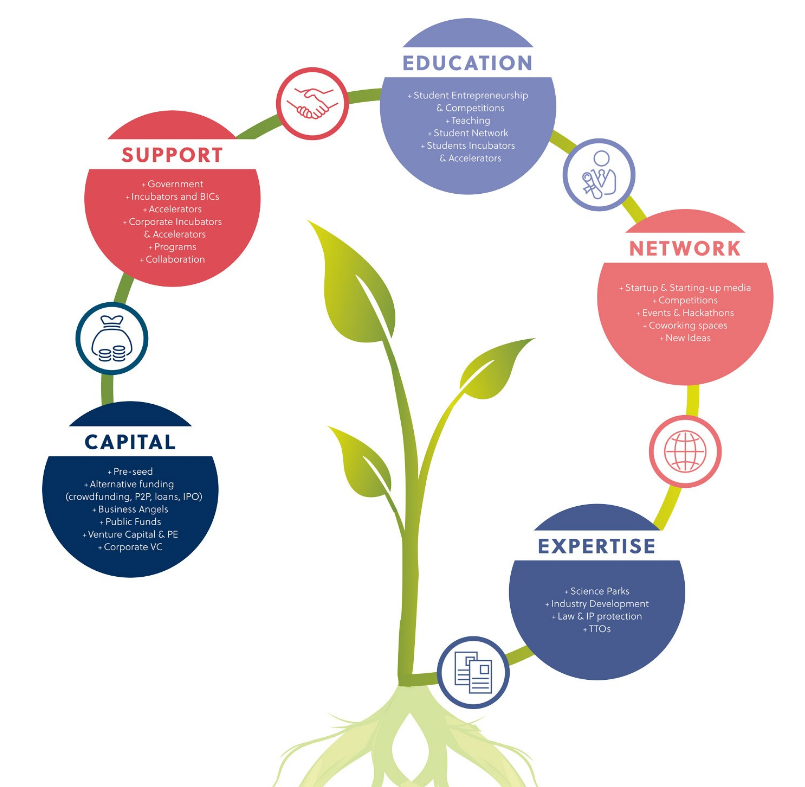 EDUCATION
+ Student Entrepreneurship
& Competitions
+ Teaching
+ Student Network
+ Students Incubators
& Accelerators
SUPPORT
+ Government
+ Incubators and BICs
+ Accelerators
+ Corporate Incubators
& Accelerators
+ Programs
+ Collaboration
NETWORK
+ Startup & Starting-up media
+ Competitions
+ Events & Hackathons
+ Coworking spaces
+ New Ideas
CAPITAL
+ Pre-seed
+ Alternative funding
(crowdfunding, P2P, loans, IPO)
+ Business Angels
+ Public Funds
+ Venture Capital & PE
+ Corporate VC
EXPERTISE
+ Science Parks
+ Industry Development
+ Law & IP protection
+ TTOs